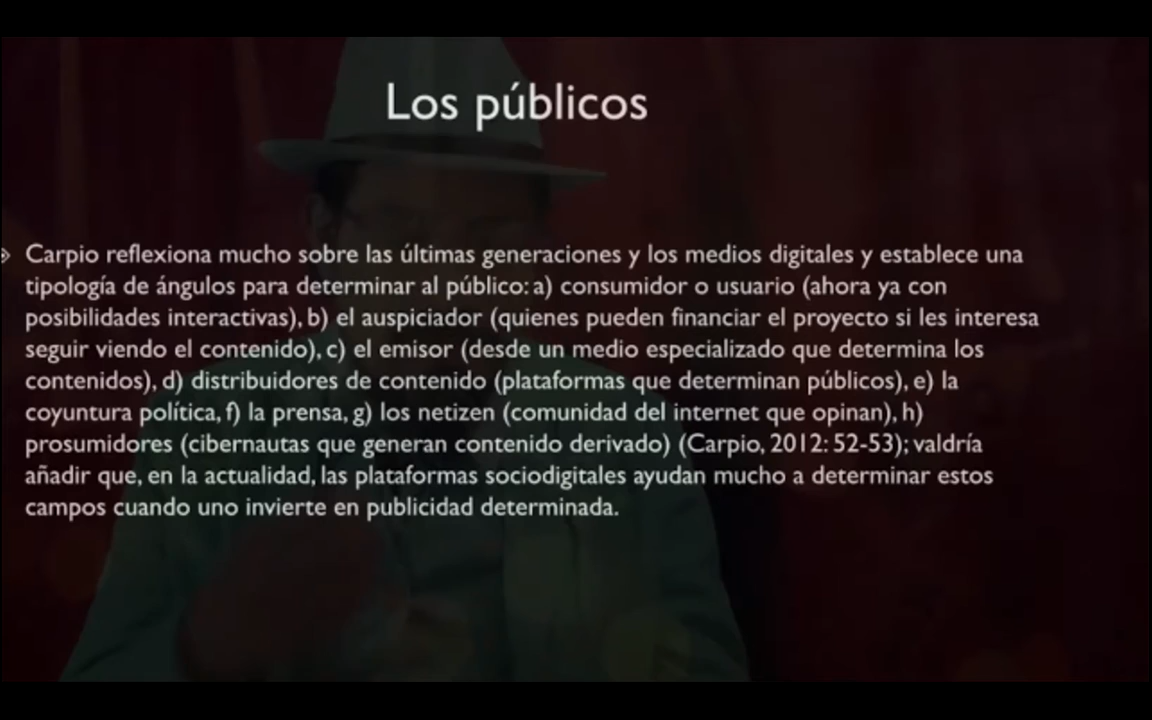 Los públicos
Carpio reflexiona mucho sobre las últimas generaciones y los medios digitales y establece una
tipología de ángulos para determinar al público: a) consumidor o usuario (ahora ya con
posibilidades interactivas), b) el auspiciador (quienes pueden financiar el proyecto si les interesa
seguir viendo el contenido), c) el emisor (desde un medio especializado que determina los
contenidos), d) distribuidores de contenido (plataformas que determinan públicos), e) la
coyuntura política, f) la prensa, g) los netizen (comunidad del internet que opinan), h)
prosumidores (cibernautas que generan contenido derivado) (Carpio, 2012: 52-53); valdría
añadir que, en la actualidad, las plataformas sociodigitales ayudan mucho a determinar estos
campos cuando uno invierte en publicidad determinada.